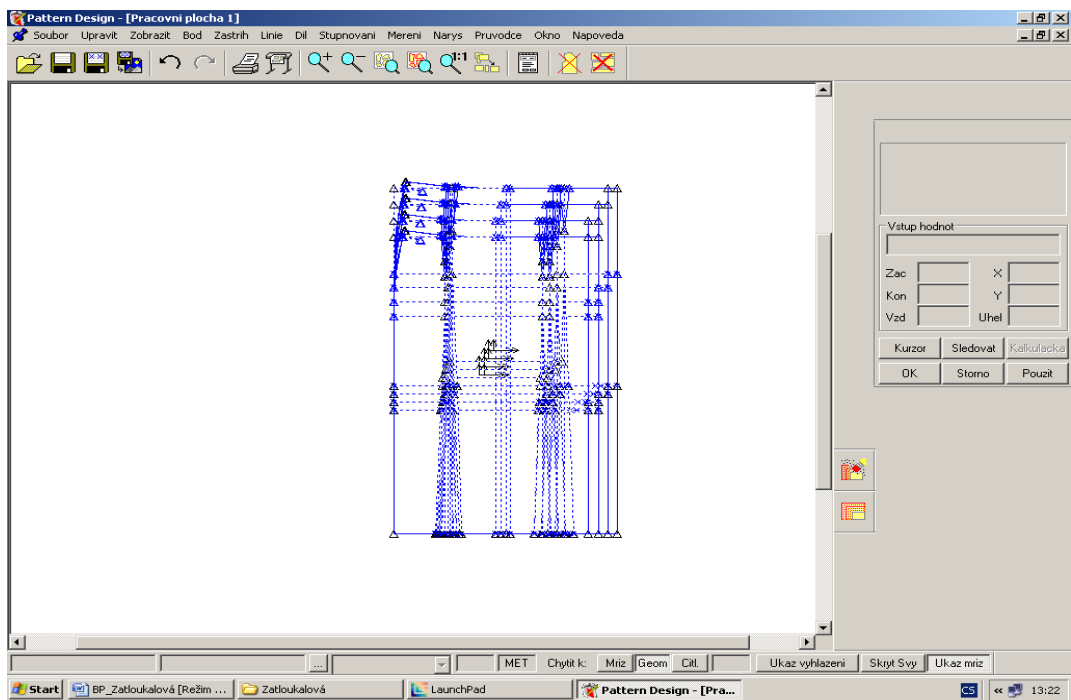 Pattern Design - [Pracovni plocha 1]
Soubor Upravit Zobrazit Bod Zastrih Linie Dil Stupnovani Mereni Narys Pruvodce Okno Napoveda
1:1
Vstup hodnot
Zac X
Kon Y
Vzd Uhel
Kurzor Sledovat Kalkulacka
OK Storno Pouzit
... MET Chytit k: Mriz Geom Citl. Ukaz vyhlazeni Skryt Svy Ukaz mriz
Start BP_Zatloukalová [Režim ... Zatloukalová LaunchPad Pattern Design - [Pra... CS « 13:22